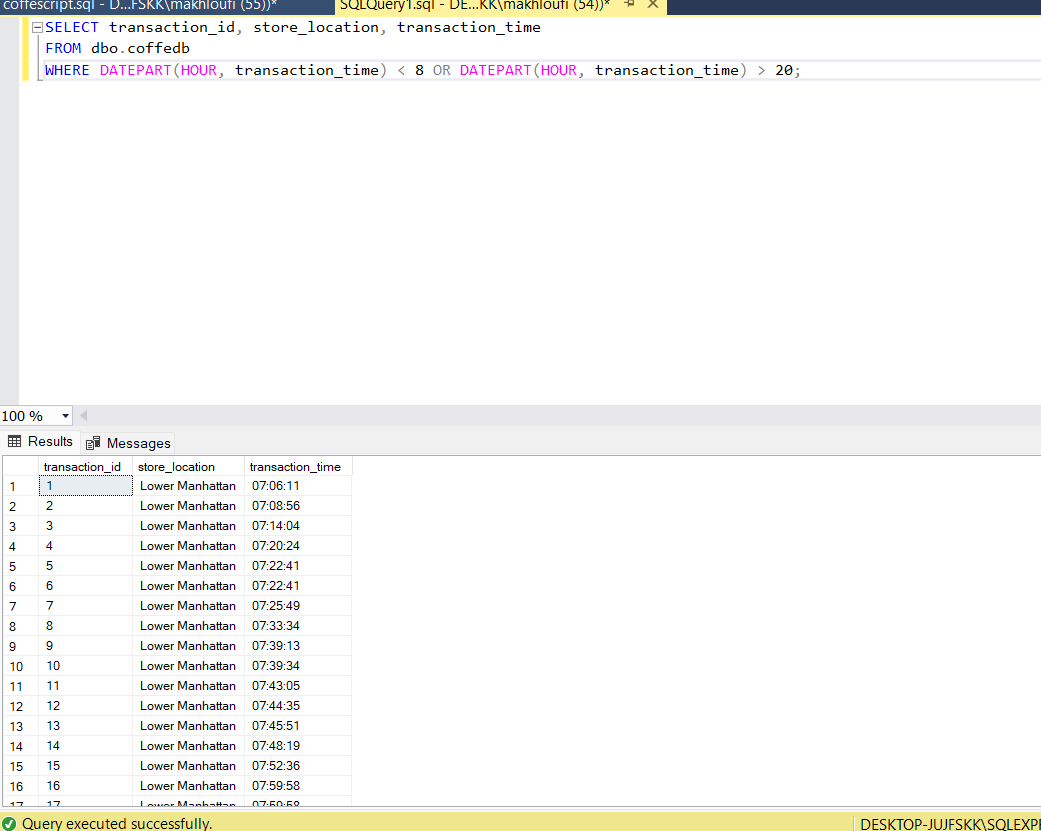 coffescript.sql - D...FSKK\makhloufi (55))* SQLQuery1.sql - DE...KK\makhloufi (54))*
SELECT transaction_id, store_location, transaction_time
FROM dbo.coffedb
WHERE DATEPART(HOUR, transaction_time) < 8 OR DATEPART(HOUR, transaction_time) > 20;
100 %
Results Messages
transaction_id store_location transaction_time
1 1 Lower Manhattan 07:06:11
2 2 Lower Manhattan 07:08:56
3 3 Lower Manhattan 07:14:04
4 4 Lower Manhattan 07:20:24
5 5 Lower Manhattan 07:22:41
6 6 Lower Manhattan 07:22:41
7 7 Lower Manhattan 07:25:49
8 8 Lower Manhattan 07:33:34
9 9 Lower Manhattan 07:39:13
10 10 Lower Manhattan 07:39:34
11 11 Lower Manhattan 07:43:05
12 12 Lower Manhattan 07:44:35
13 13 Lower Manhattan 07:45:51
14 14 Lower Manhattan 07:48:19
15 15 Lower Manhattan 07:52:36
16 16 Lower Manhattan 07:59:58
17 17 Lower Manhattan 07:59:58
Query executed successfully. DESKTOP-JUJFSKK\SQLEXP